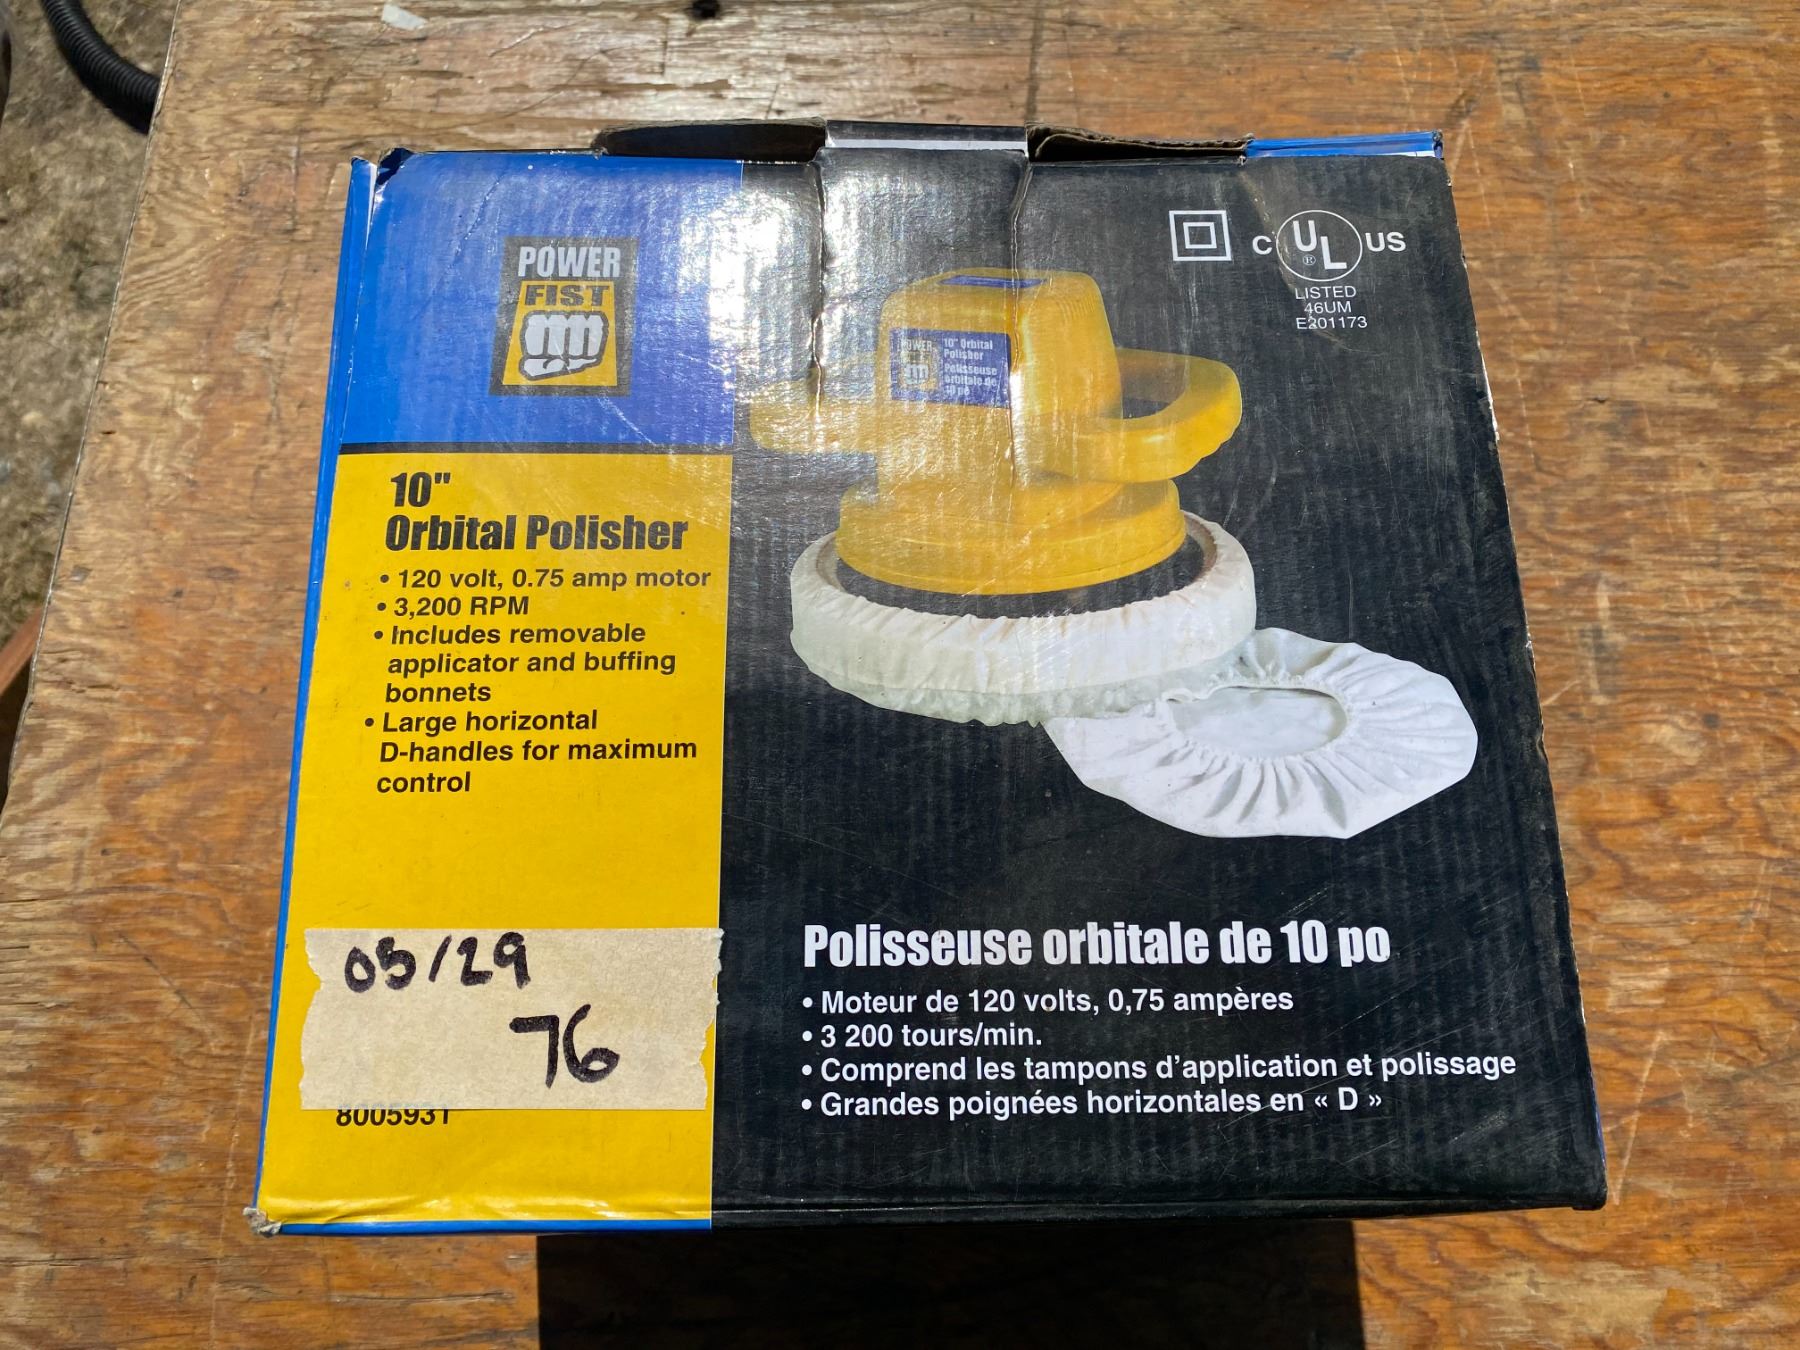 POWER
FIST
10"
Orbital Polisher
• 120 volt, 0.75 amp motor
• 3,200 RPM
• Includes removable
applicator and buffing
bonnets
• Large horizontal
D-handles for maximum
control
05/29
76
8005931
C UL US
®
LISTED
46UM
E201173
POWER
10" Orbital
Polisher
Polisseuse
orbitale de
10 po
Polisseuse orbitale de 10 po
• Moteur de 120 volts, 0,75 ampères
• 3 200 tours/min.
• Comprend les tampons d'application et polissage
• Grandes poignées horizontales en « D »